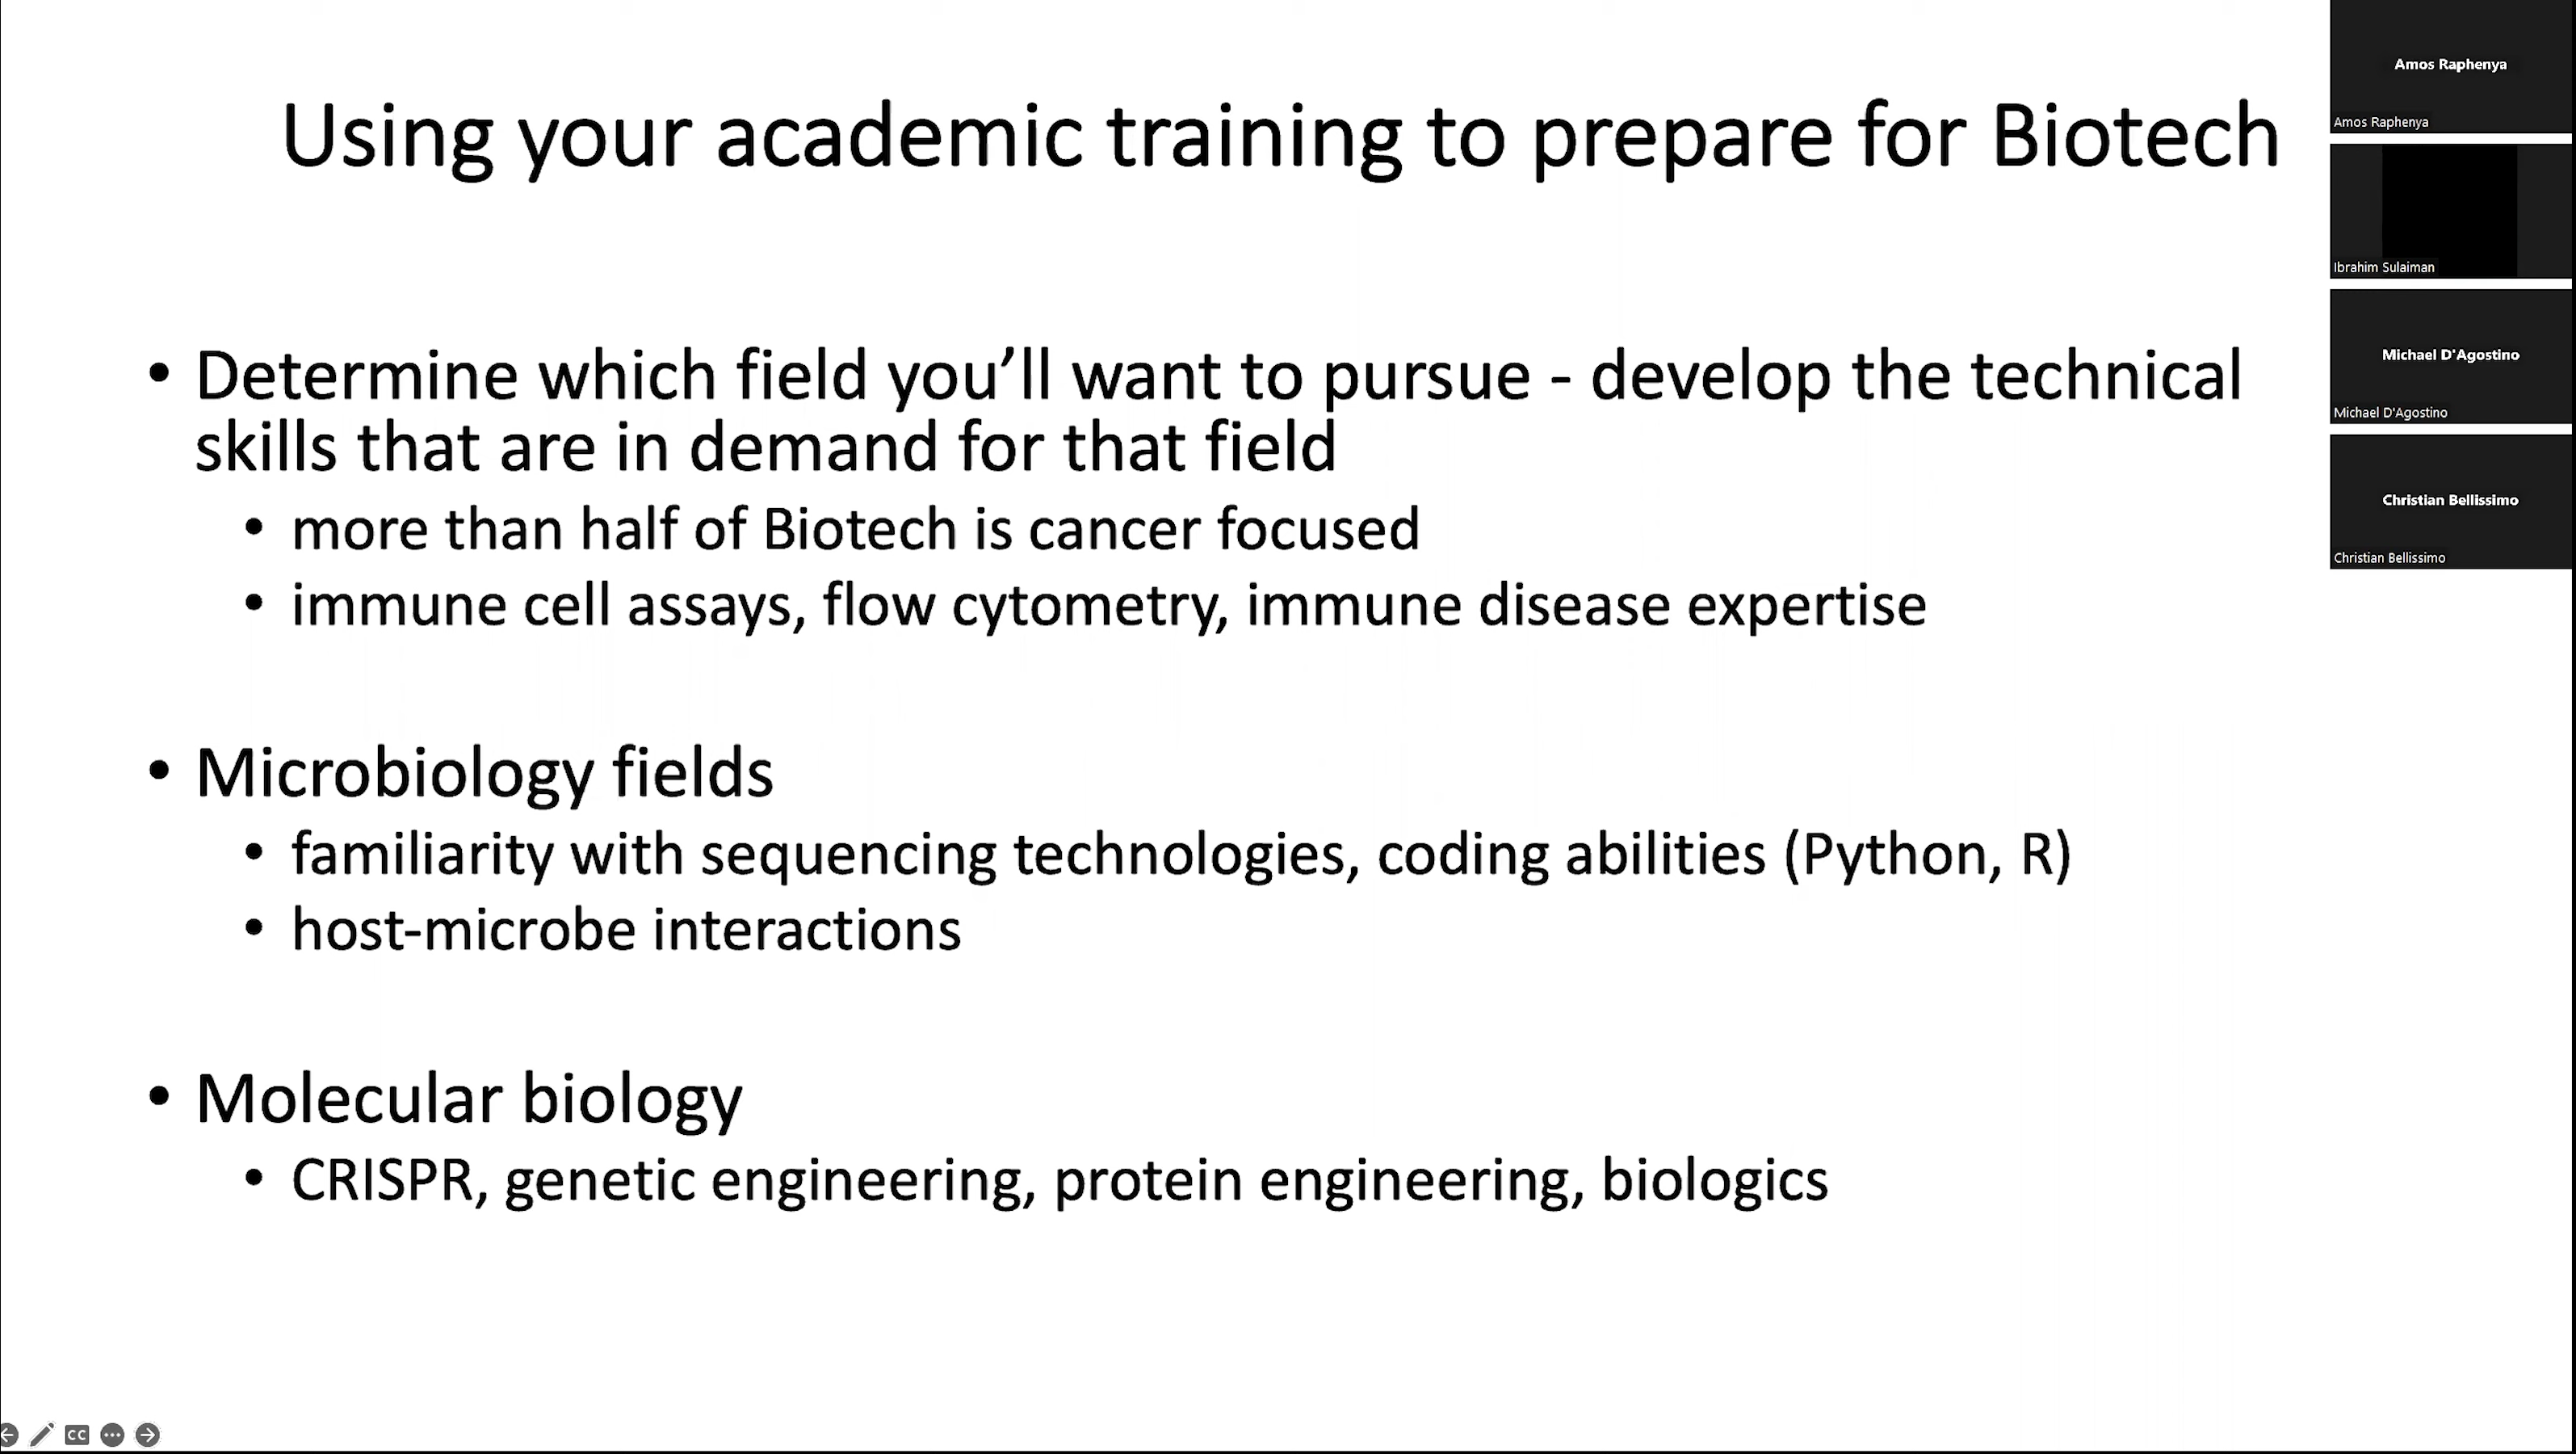 Using your academic training to prepare for Biotech
• Determine which field you’ll want to pursue - develop the technical
skills that are in demand for that field
• more than half of Biotech is cancer focused
• immune cell assays, flow cytometry, immune disease expertise
• Microbiology fields
• familiarity with sequencing technologies, coding abilities (Python, R)
• host-microbe interactions
• Molecular biology
• CRISPR, genetic engineering, protein engineering, biologics
Amos Raphenya
Amos Raphenya
Ibrahim Sulaiman
Michael D'Agostino
Michael D'Agostino
Christian Bellissimo
Christian Bellissimo
CC